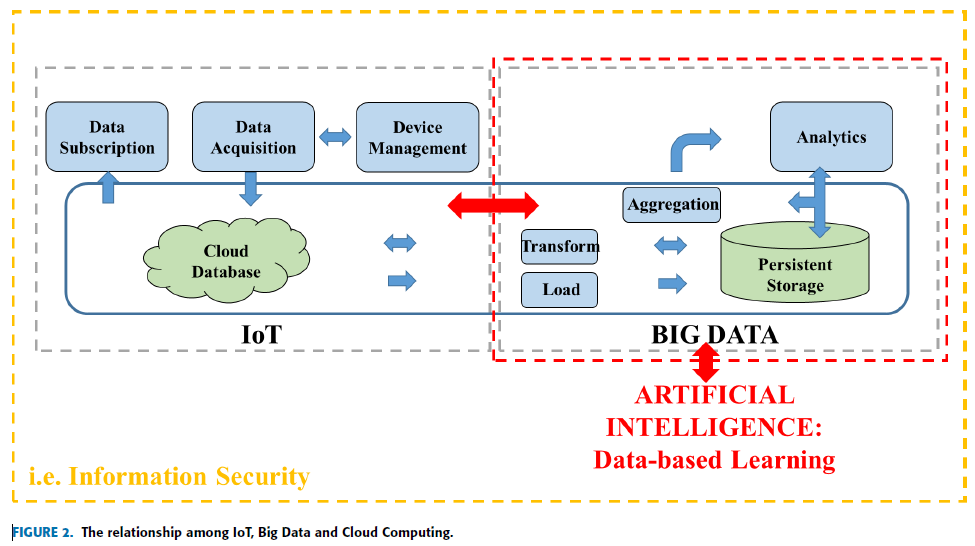 Data
Subscription
Data
Acquisition
Device
Management
Analytics
Aggregation
Transform
Load
Cloud
Database
Persistent
Storage
IoT
BIG DATA
ARTIFICIAL
INTELLIGENCE:
Data-based Learning
i.e. Information Security
FIGURE 2. The relationship among IoT, Big Data and Cloud Computing.